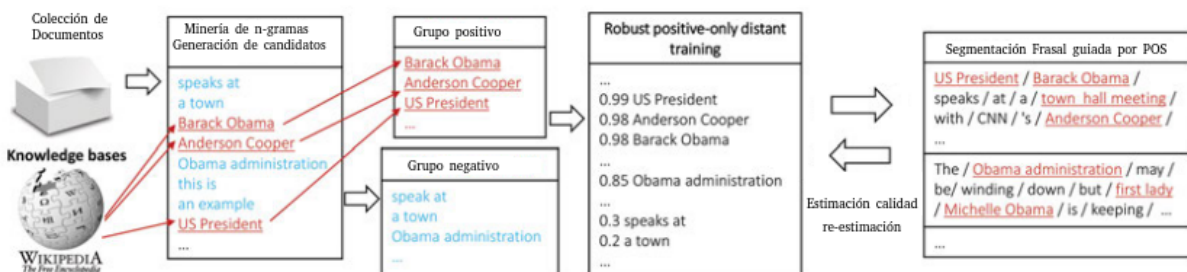 Colección de
Documentos
Knowledge bases
WIKIPEDIA
The Free Encyclopedia
Minería de n-gramas
Generación de candidatos
speaks at
a town
Barack Obama
Anderson Cooper
Obama administration
this is
an example
US President
...
Grupo positivo
Barack Obama
Anderson Cooper
US President
...
Grupo negativo
speak at
a town
Obama administration
...
Robust positive-only distant
training
...
0.99 US President
0.98 Anderson Cooper
0.98 Barack Obama
...
0.85 Obama administration
...
0.3 speaks at
0.2 a town
...
Estimación calidad
re-estimación
Segmentación Frasal guiada por POS
US President / Barack Obama /
speaks / at / a / town hall meeting /
with / CNN / 's / Anderson Cooper /
...
The / Obama administration / may /
be/ winding / down / but / first lady
/ Michelle Obama / is / keeping / ...
...